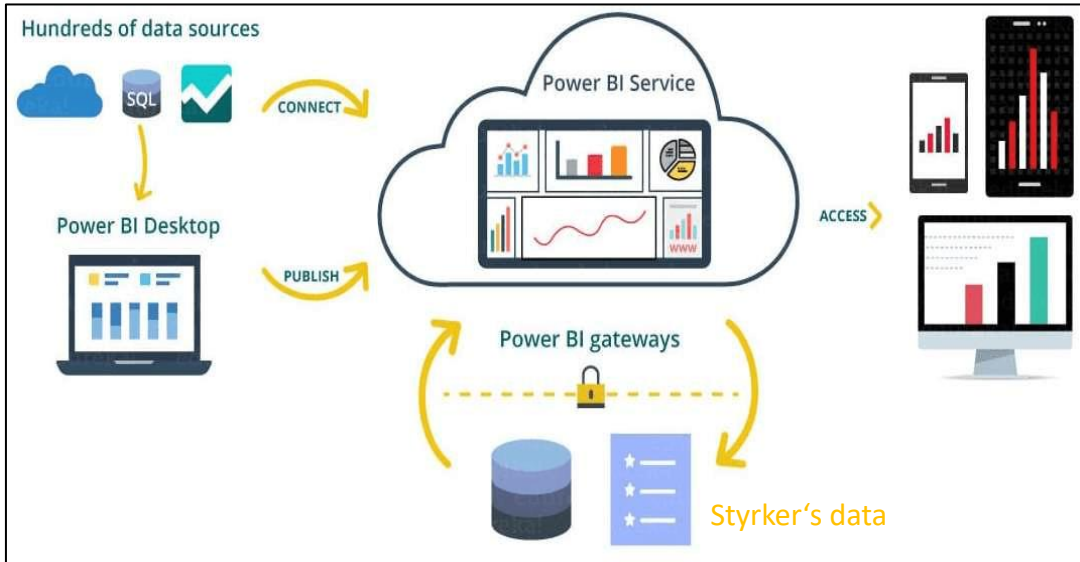 Hundreds of data sources
SQL
CONNECT
Power BI Service
WWW
Power BI Desktop
PUBLISH
ACCESS
Power BI gateways
Styrker‘s data